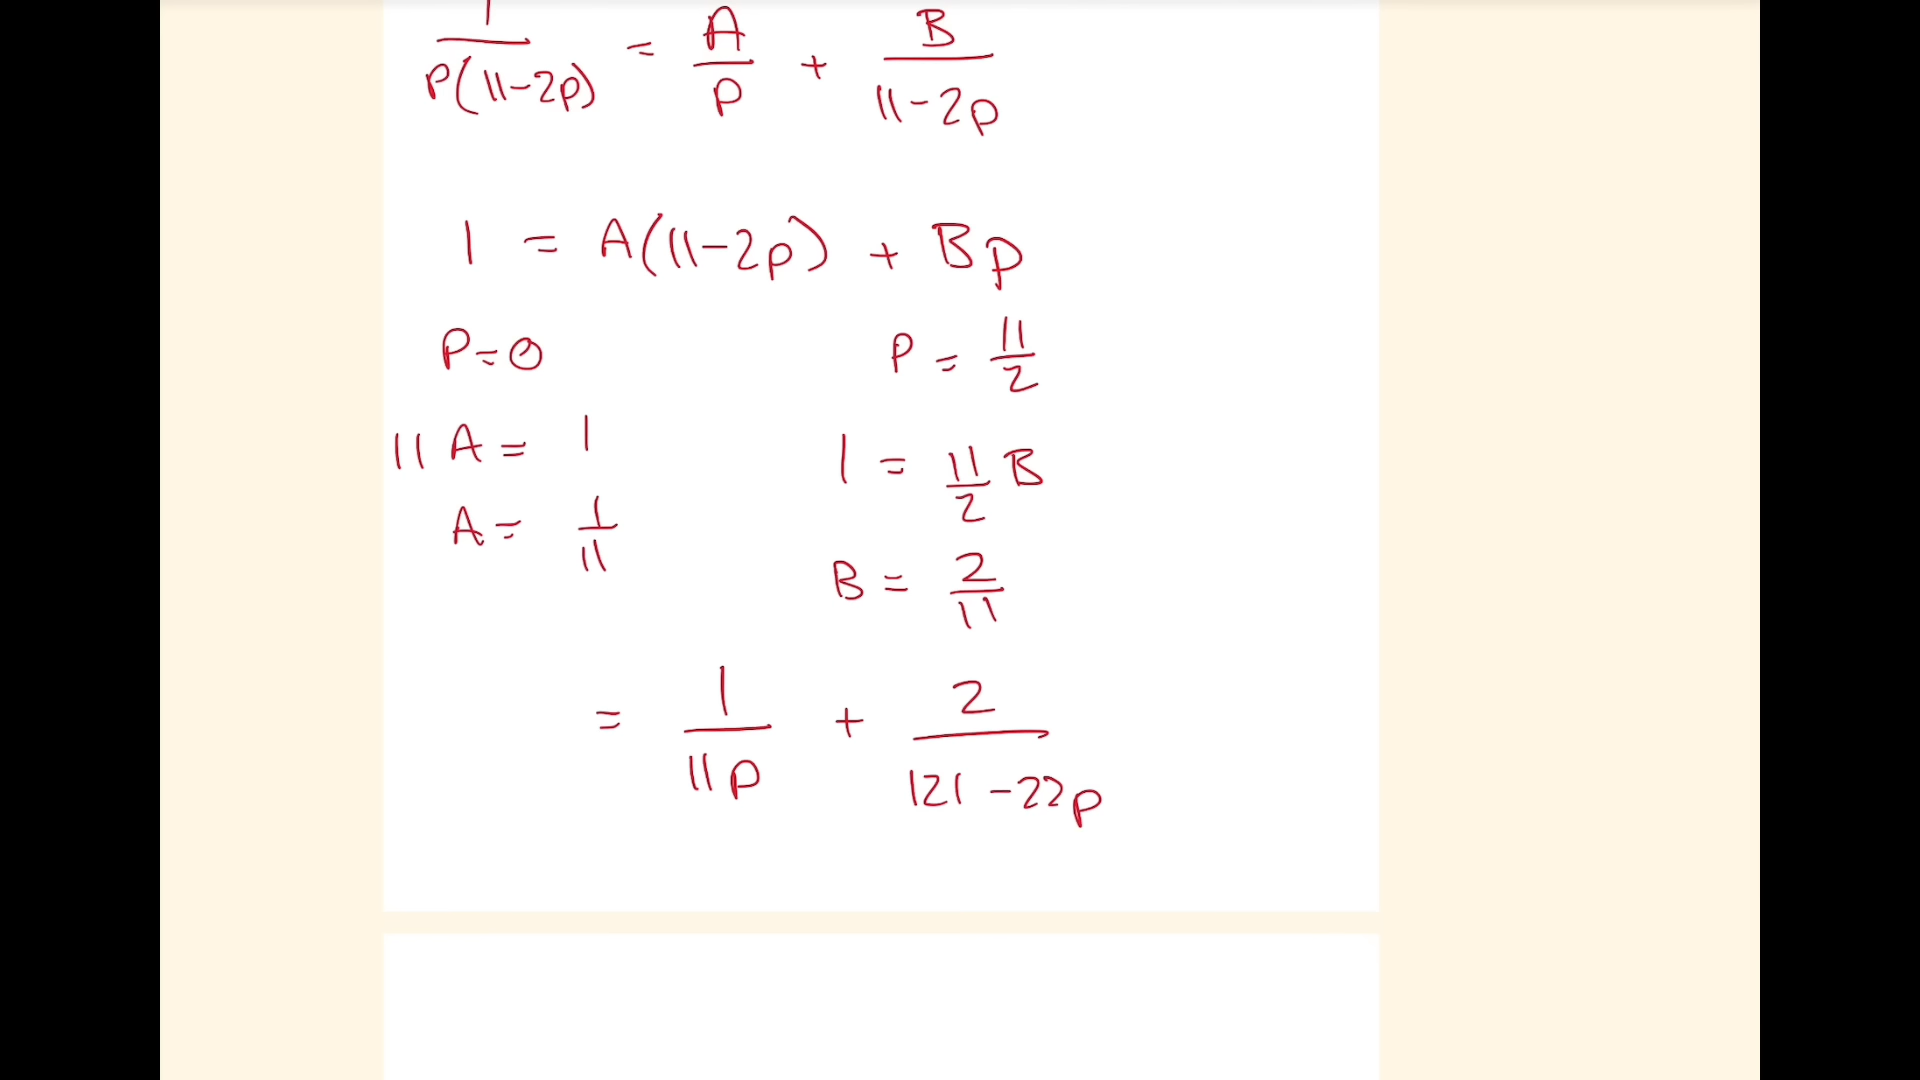 1/P(11-2p) = A/P + B/11-2p
1 = A(11-2p) + Bp
P=0 P = 11/2
11A = 1 1 = 11/2 B
A = 1/11 B = 2/11
= 1/11p + 2/121-22p